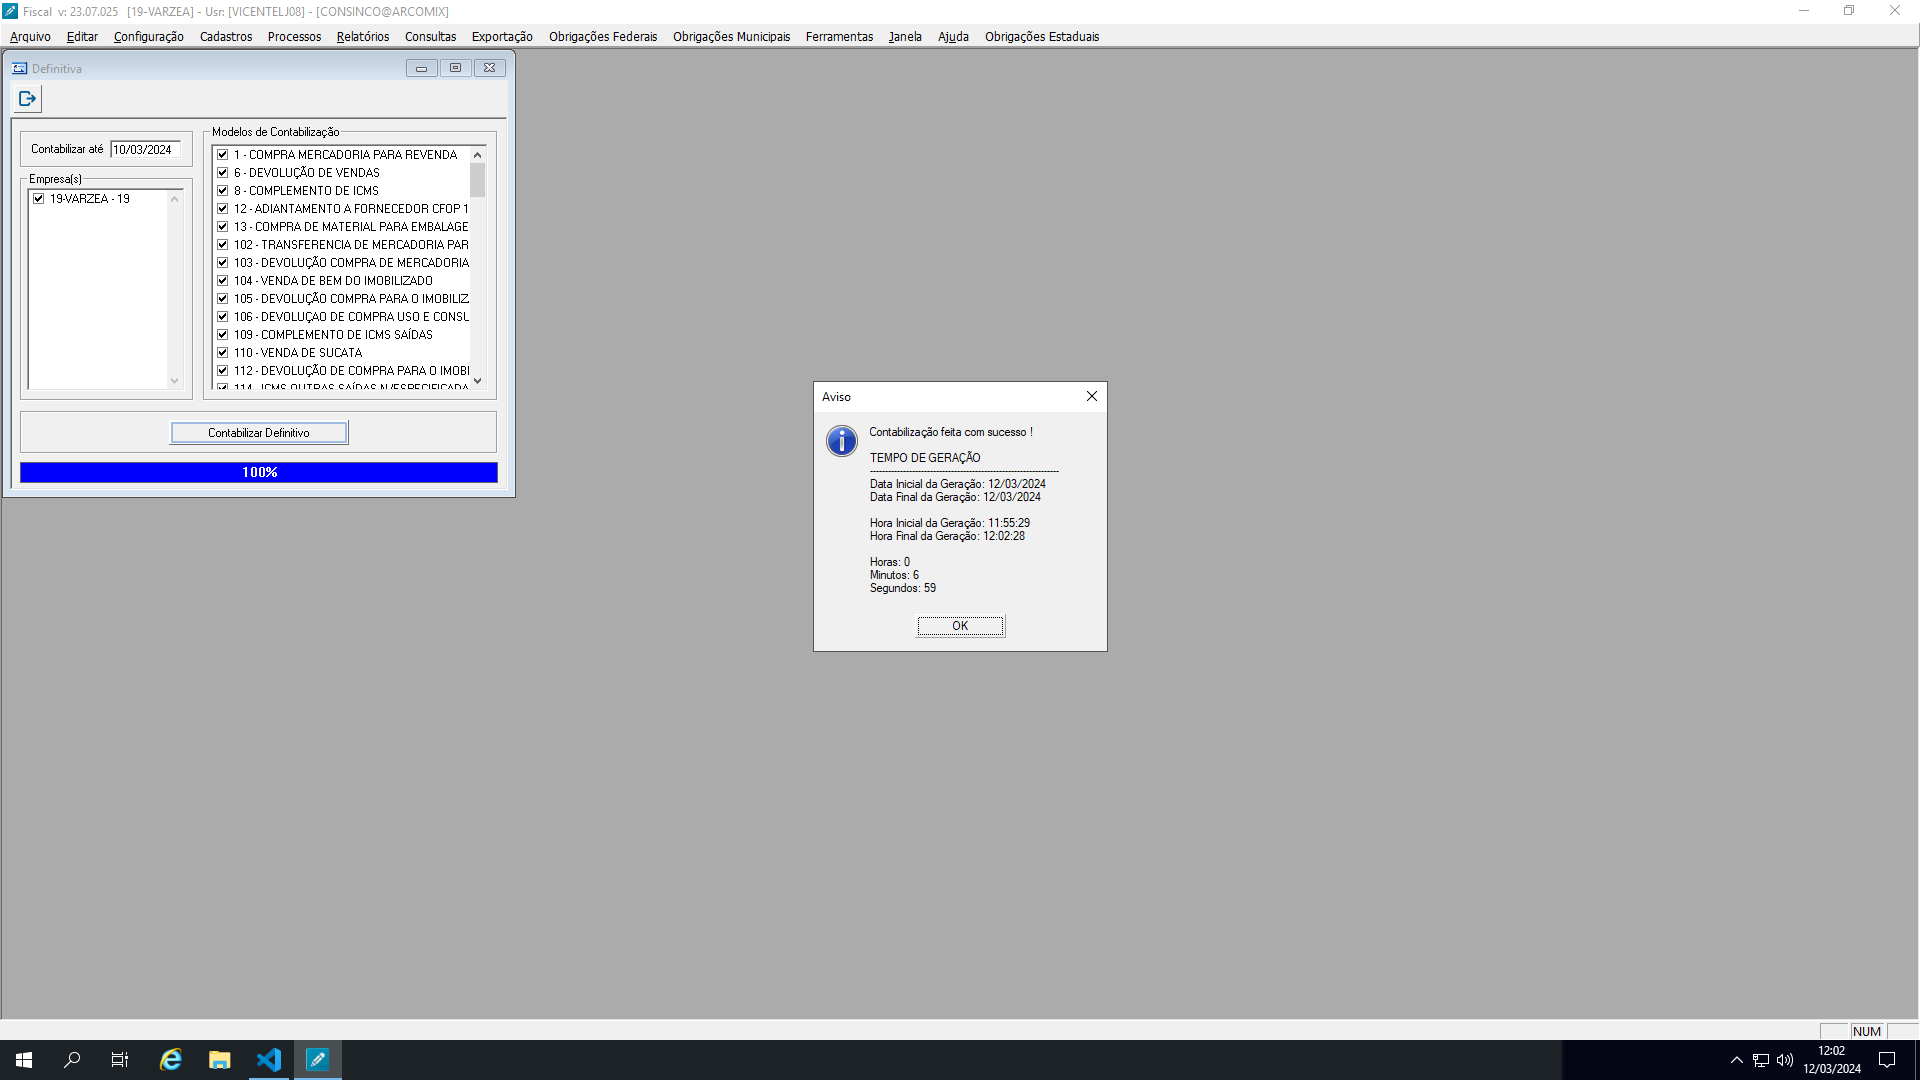 Fiscal v: 23.07.025 [19-VARZEA] - Usr: [VICENTELJ08] - [CONSINCO@ARCOMIX]
Arquivo Editar Configuração Cadastros Processos Relatórios Consultas Exportação Obrigações Federais Obrigações Municipais Ferramentas Janela Ajuda Obrigações Estaduais
Definitiva
Contabilizar até 10/03/2024
Empresa(s)
19-VARZEA - 19
Modelos de Contabilização
1 - COMPRA MERCADORIA PARA REVENDA
6 - DEVOLUÇÃO DE VENDAS
8 - COMPLEMENTO DE ICMS
12 - ADIANTAMENTO A FORNECEDOR CFOP 1
13 - COMPRA DE MATERIAL PARA EMBALAGE
102 - TRANSFERENCIA DE MERCADORIA PAR
103 - DEVOLUÇÃO COMPRA DE MERCADORIA
104 - VENDA DE BEM DO IMOBILIZADO
105 - DEVOLUÇÃO COMPRA PARA O IMOBILIZ
106 - DEVOLUÇAO DE COMPRA USO E CONSU
109 - COMPLEMENTO DE ICMS SAÍDAS
110 - VENDA DE SUCATA
112 - DEVOLUÇÃO DE COMPRA PARA O IMOBI
114 - ICMS OUTRAS SAÍDAS N/ESPECIFICADA
Contabilizar Definitivo
100%
Aviso
Contabilização feita com sucesso !
TEMPO DE GERAÇÃO
---------------------------------------------------------------
Data Inicial da Geração: 12/03/2024
Data Final da Geração: 12/03/2024
Hora Inicial da Geração: 11:55:29
Hora Final da Geração: 12:02:28
Horas: 0
Minutos: 6
Segundos: 59
OK
NUM
12:02
12/03/2024